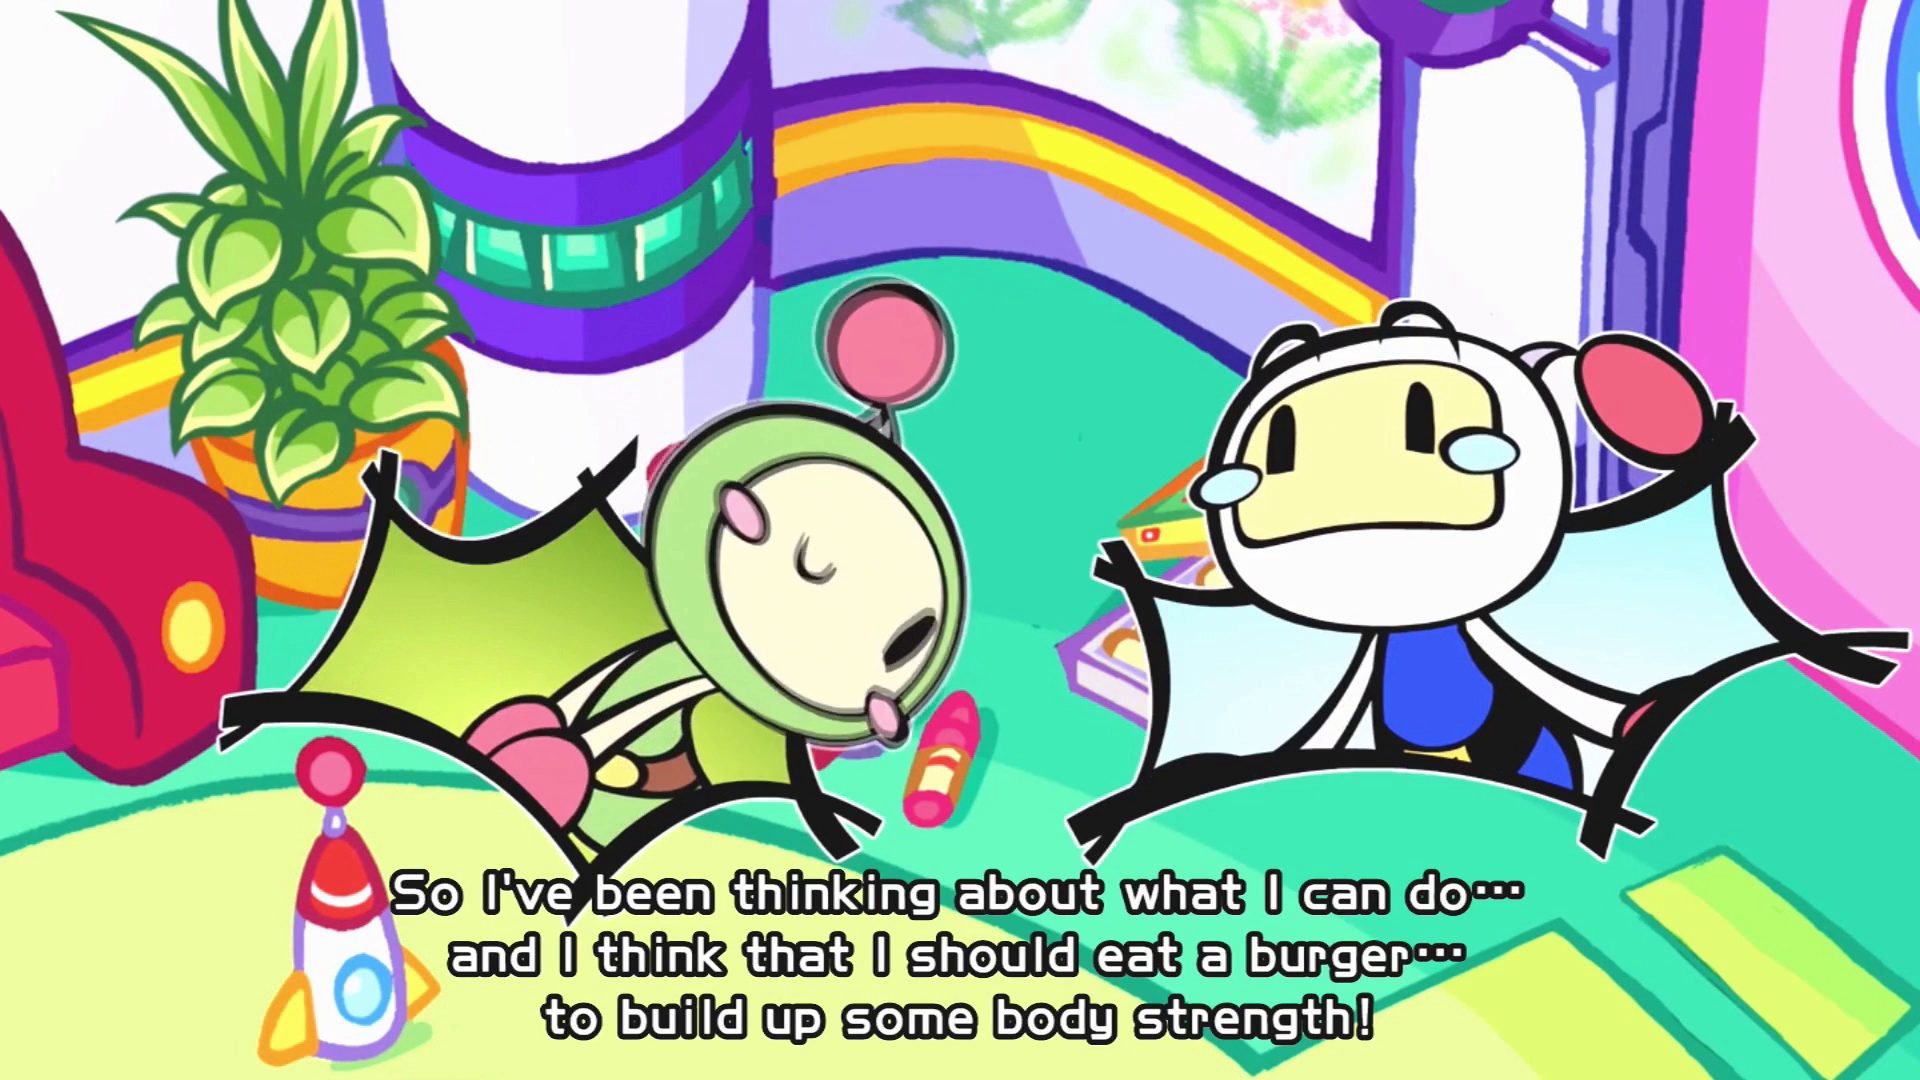 So I've been thinking about what I can do…
and I think that I should eat a burger…
to build up some body strength!